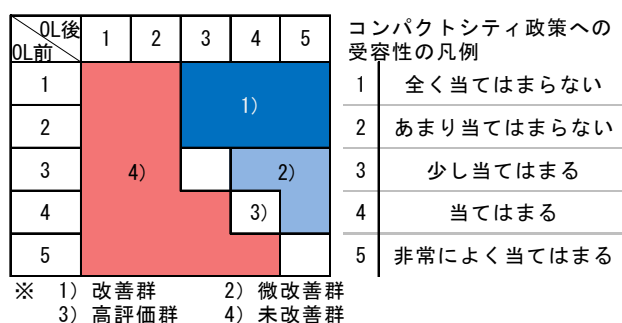 OL後 1 2 3 4 5
OL前
1
2
3
4
5
1)
2)
4)
3)
コンパクトシティ政策への
受容性の凡例
1 全く当てはまらない
2 あまり当てはまらない
3 少し当てはまる
4 当てはまる
5 非常によく当てはまる
※ 1) 改善群 2) 微改善群
3) 高評価群 4) 未改善群